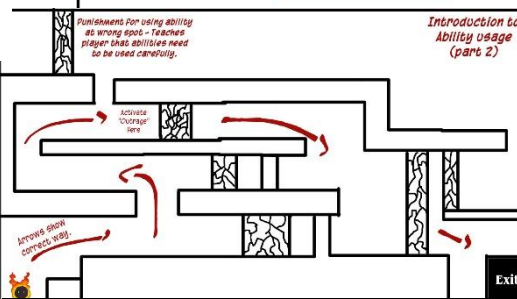 Punishment for using ability
at wrong spot - Teaches
player that abilities need
to be used carefully.
Introduction to
Ability usage
(part 2)
Activate
"Outrage"
here
Arrows show
correct way.
Exit